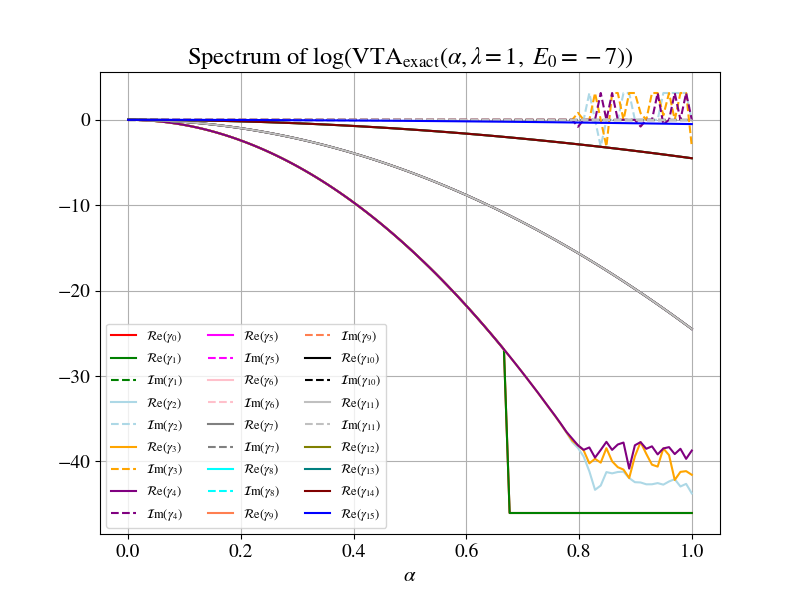 Spectrum of log(VTA_exact(α, λ = 1, E₀ = −7))
0
−10
−20
−30
−40
0.0 0.2 0.4 0.6 0.8 1.0
α
ℛe(γ₀) ℛe(γ₅) ℐm(γ₉)
ℛe(γ₁) ℐm(γ₅) ℛe(γ₁₀)
ℐm(γ₁) ℛe(γ₆) ℐm(γ₁₀)
ℛe(γ₂) ℐm(γ₆) ℛe(γ₁₁)
ℐm(γ₂) ℛe(γ₇) ℐm(γ₁₁)
ℛe(γ₃) ℐm(γ₇) ℛe(γ₁₂)
ℐm(γ₃) ℛe(γ₈) ℛe(γ₁₃)
ℛe(γ₄) ℐm(γ₈) ℛe(γ₁₄)
ℐm(γ₄) ℛe(γ₉) ℛe(γ₁₅)